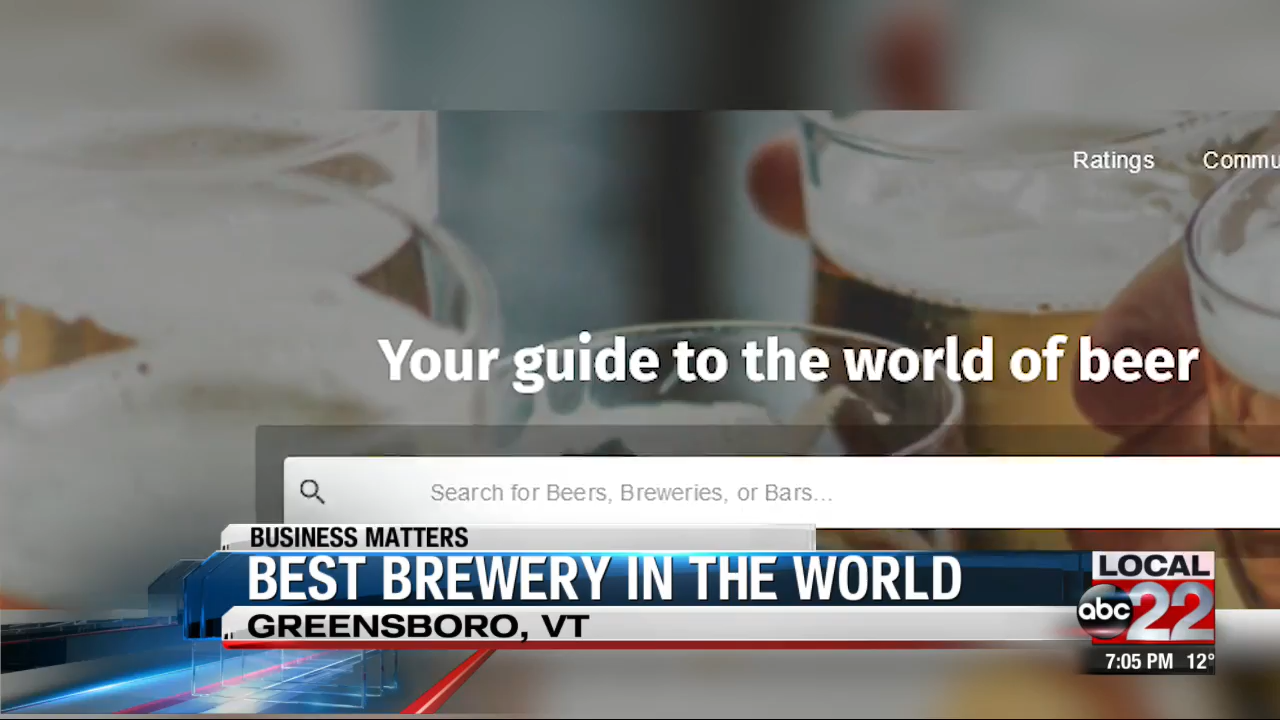 Ratings Commu
Your guide to the world of beer
Search for Beers, Breweries, or Bars...
BUSINESS MATTERS
BEST BREWERY IN THE WORLD
GREENSBORO, VT
LOCAL
abc 22
7:05 PM 12°